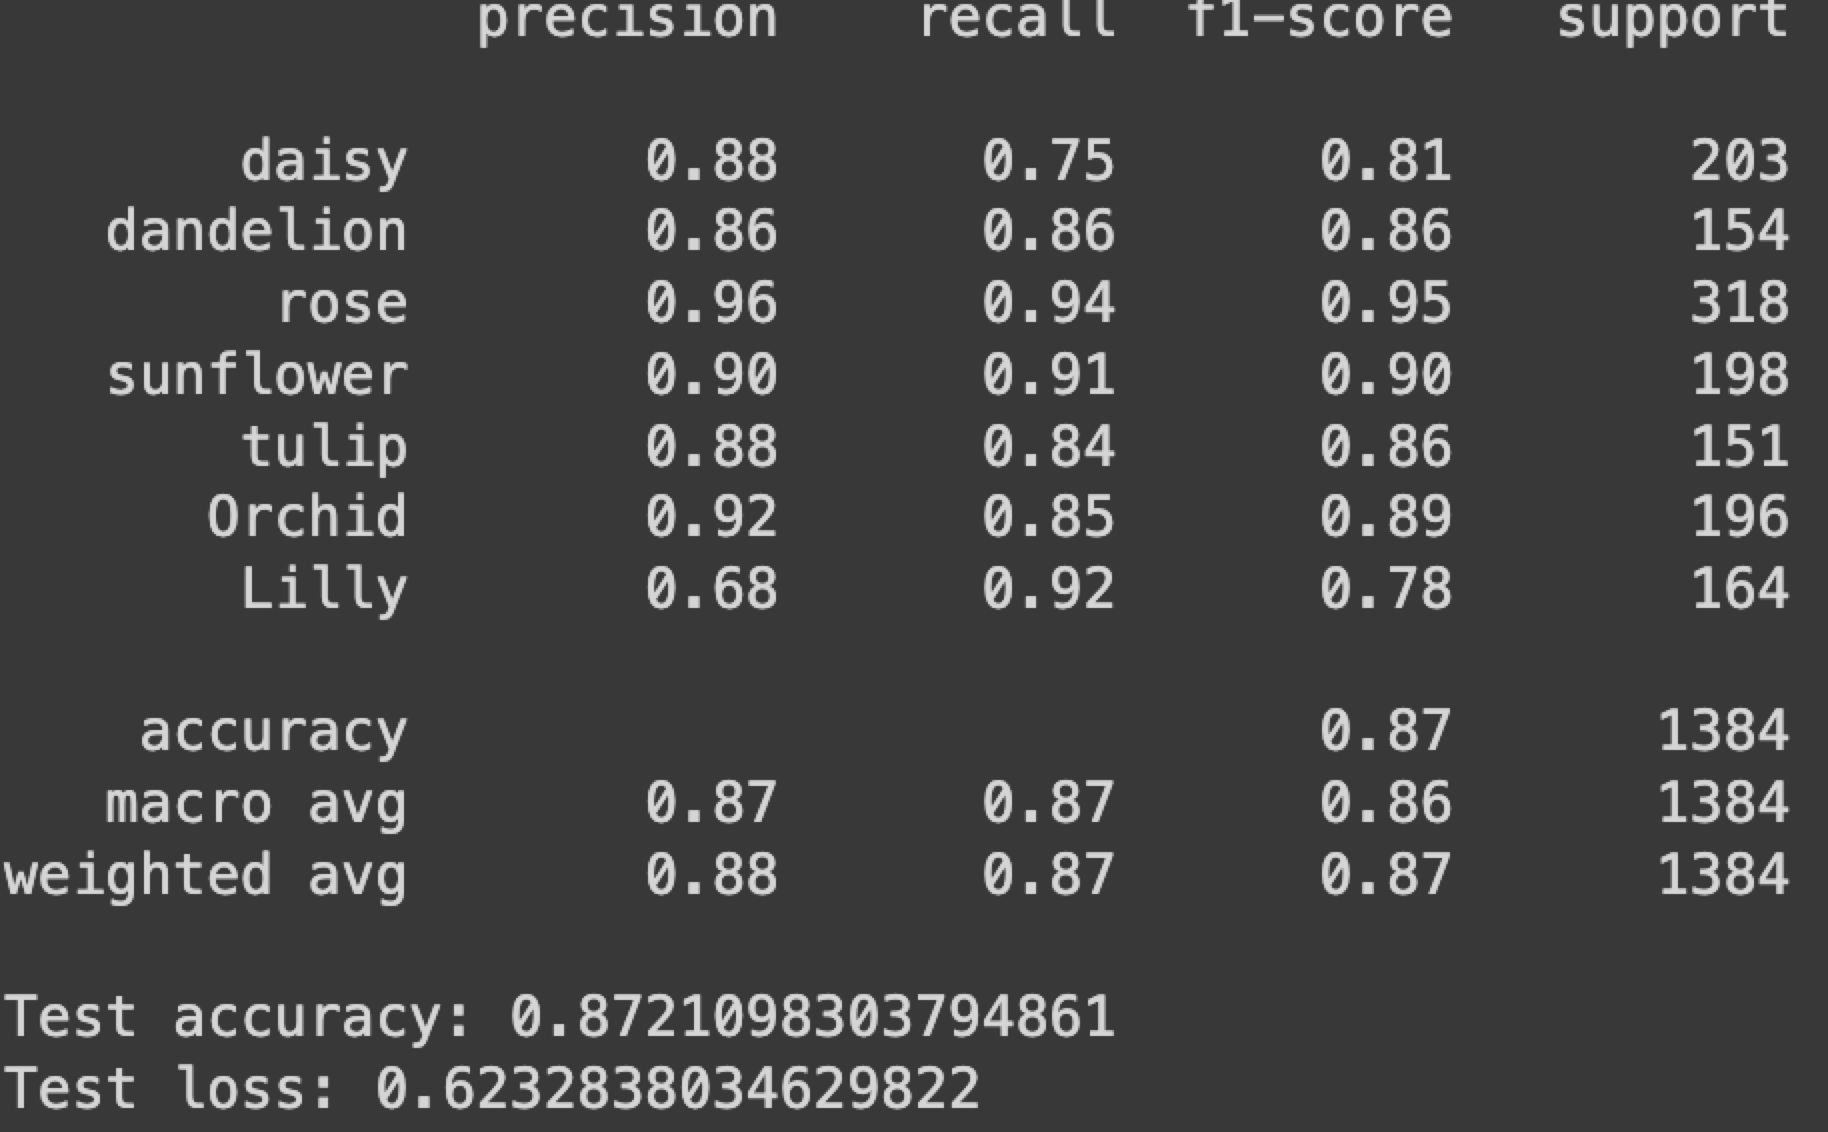 precision recall f1-score support
daisy 0.88 0.75 0.81 203
dandelion 0.86 0.86 0.86 154
rose 0.96 0.94 0.95 318
sunflower 0.90 0.91 0.90 198
tulip 0.88 0.84 0.86 151
Orchid 0.92 0.85 0.89 196
Lilly 0.68 0.92 0.78 164
accuracy 0.87 1384
macro avg 0.87 0.87 0.86 1384
weighted avg 0.88 0.87 0.87 1384
Test accuracy: 0.8721098303794861
Test loss: 0.6232838034629822